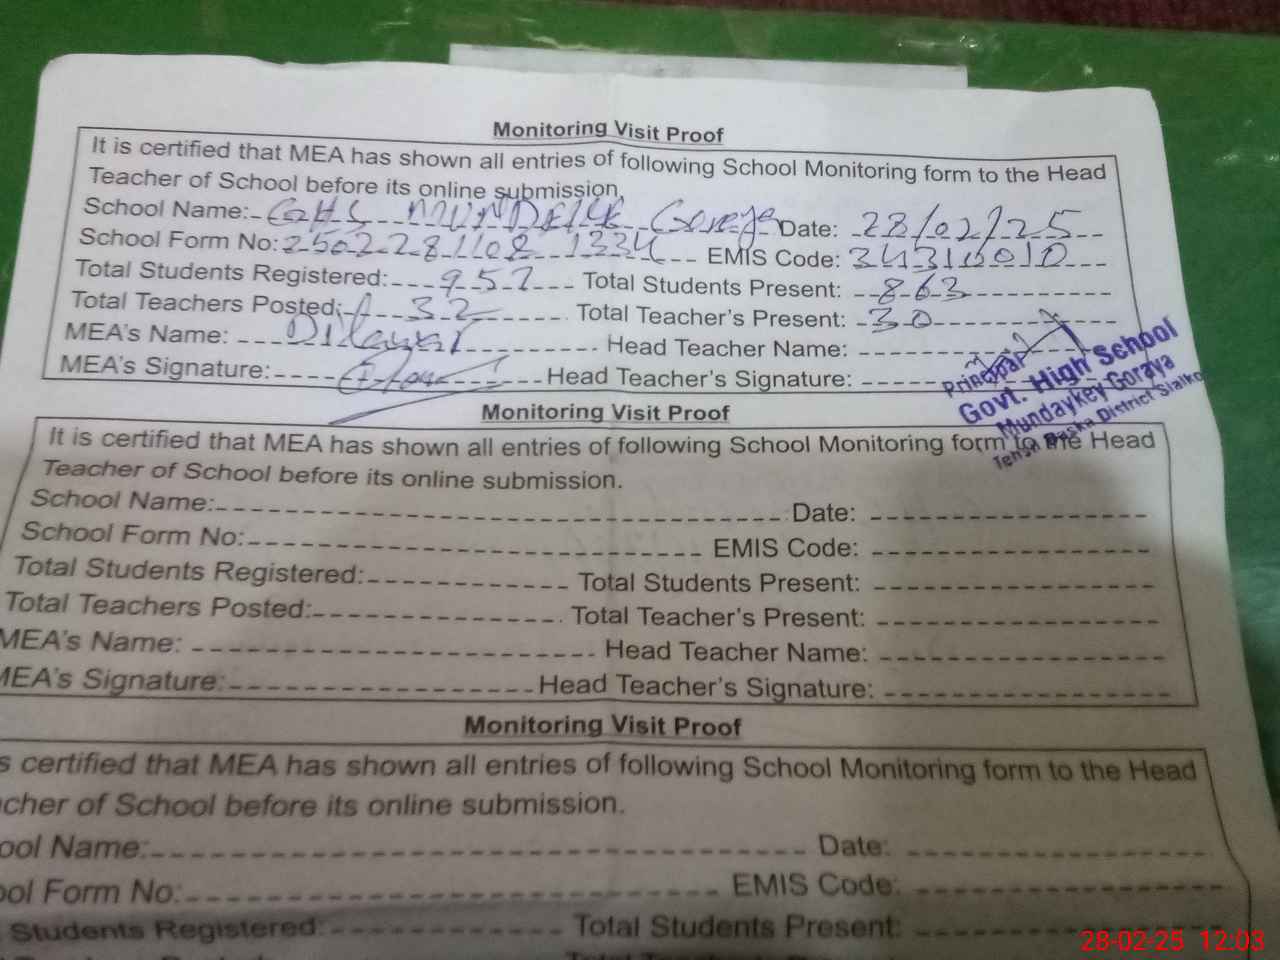 Monitoring Visit Proof
It is certified that MEA has shown all entries of following School Monitoring form to the Head
Teacher of School before its online submission,
School Name: GHS MUNDEKE Goreya Date: 28/02/25
School Form No: 2502281108 1334 EMIS Code: 34310010
Total Students Registered: 957 Total Students Present: 863
Total Teachers Posted: 32 Total Teacher's Present: 30
MEA's Name: Dilawar Head Teacher Name:
MEA's Signature: Head Teacher's Signature:
Principal
Govt. High School
Mundaykey Goraya
Tehsil Daska District Sialko
Monitoring Visit Proof
It is certified that MEA has shown all entries of following School Monitoring form to the Head
Teacher of School before its online submission.
School Name: Date:
School Form No: EMIS Code:
Total Students Registered: Total Students Present:
Total Teachers Posted: Total Teacher's Present:
MEA's Name: Head Teacher Name:
MEA's Signature: Head Teacher's Signature:
Monitoring Visit Proof
s certified that MEA has shown all entries of following School Monitoring form to the Head
cher of School before its online submission.
ool Name: Date:
ool Form No: EMIS Code:
Students Registered: Total Students Present:
28-02-25 12:03